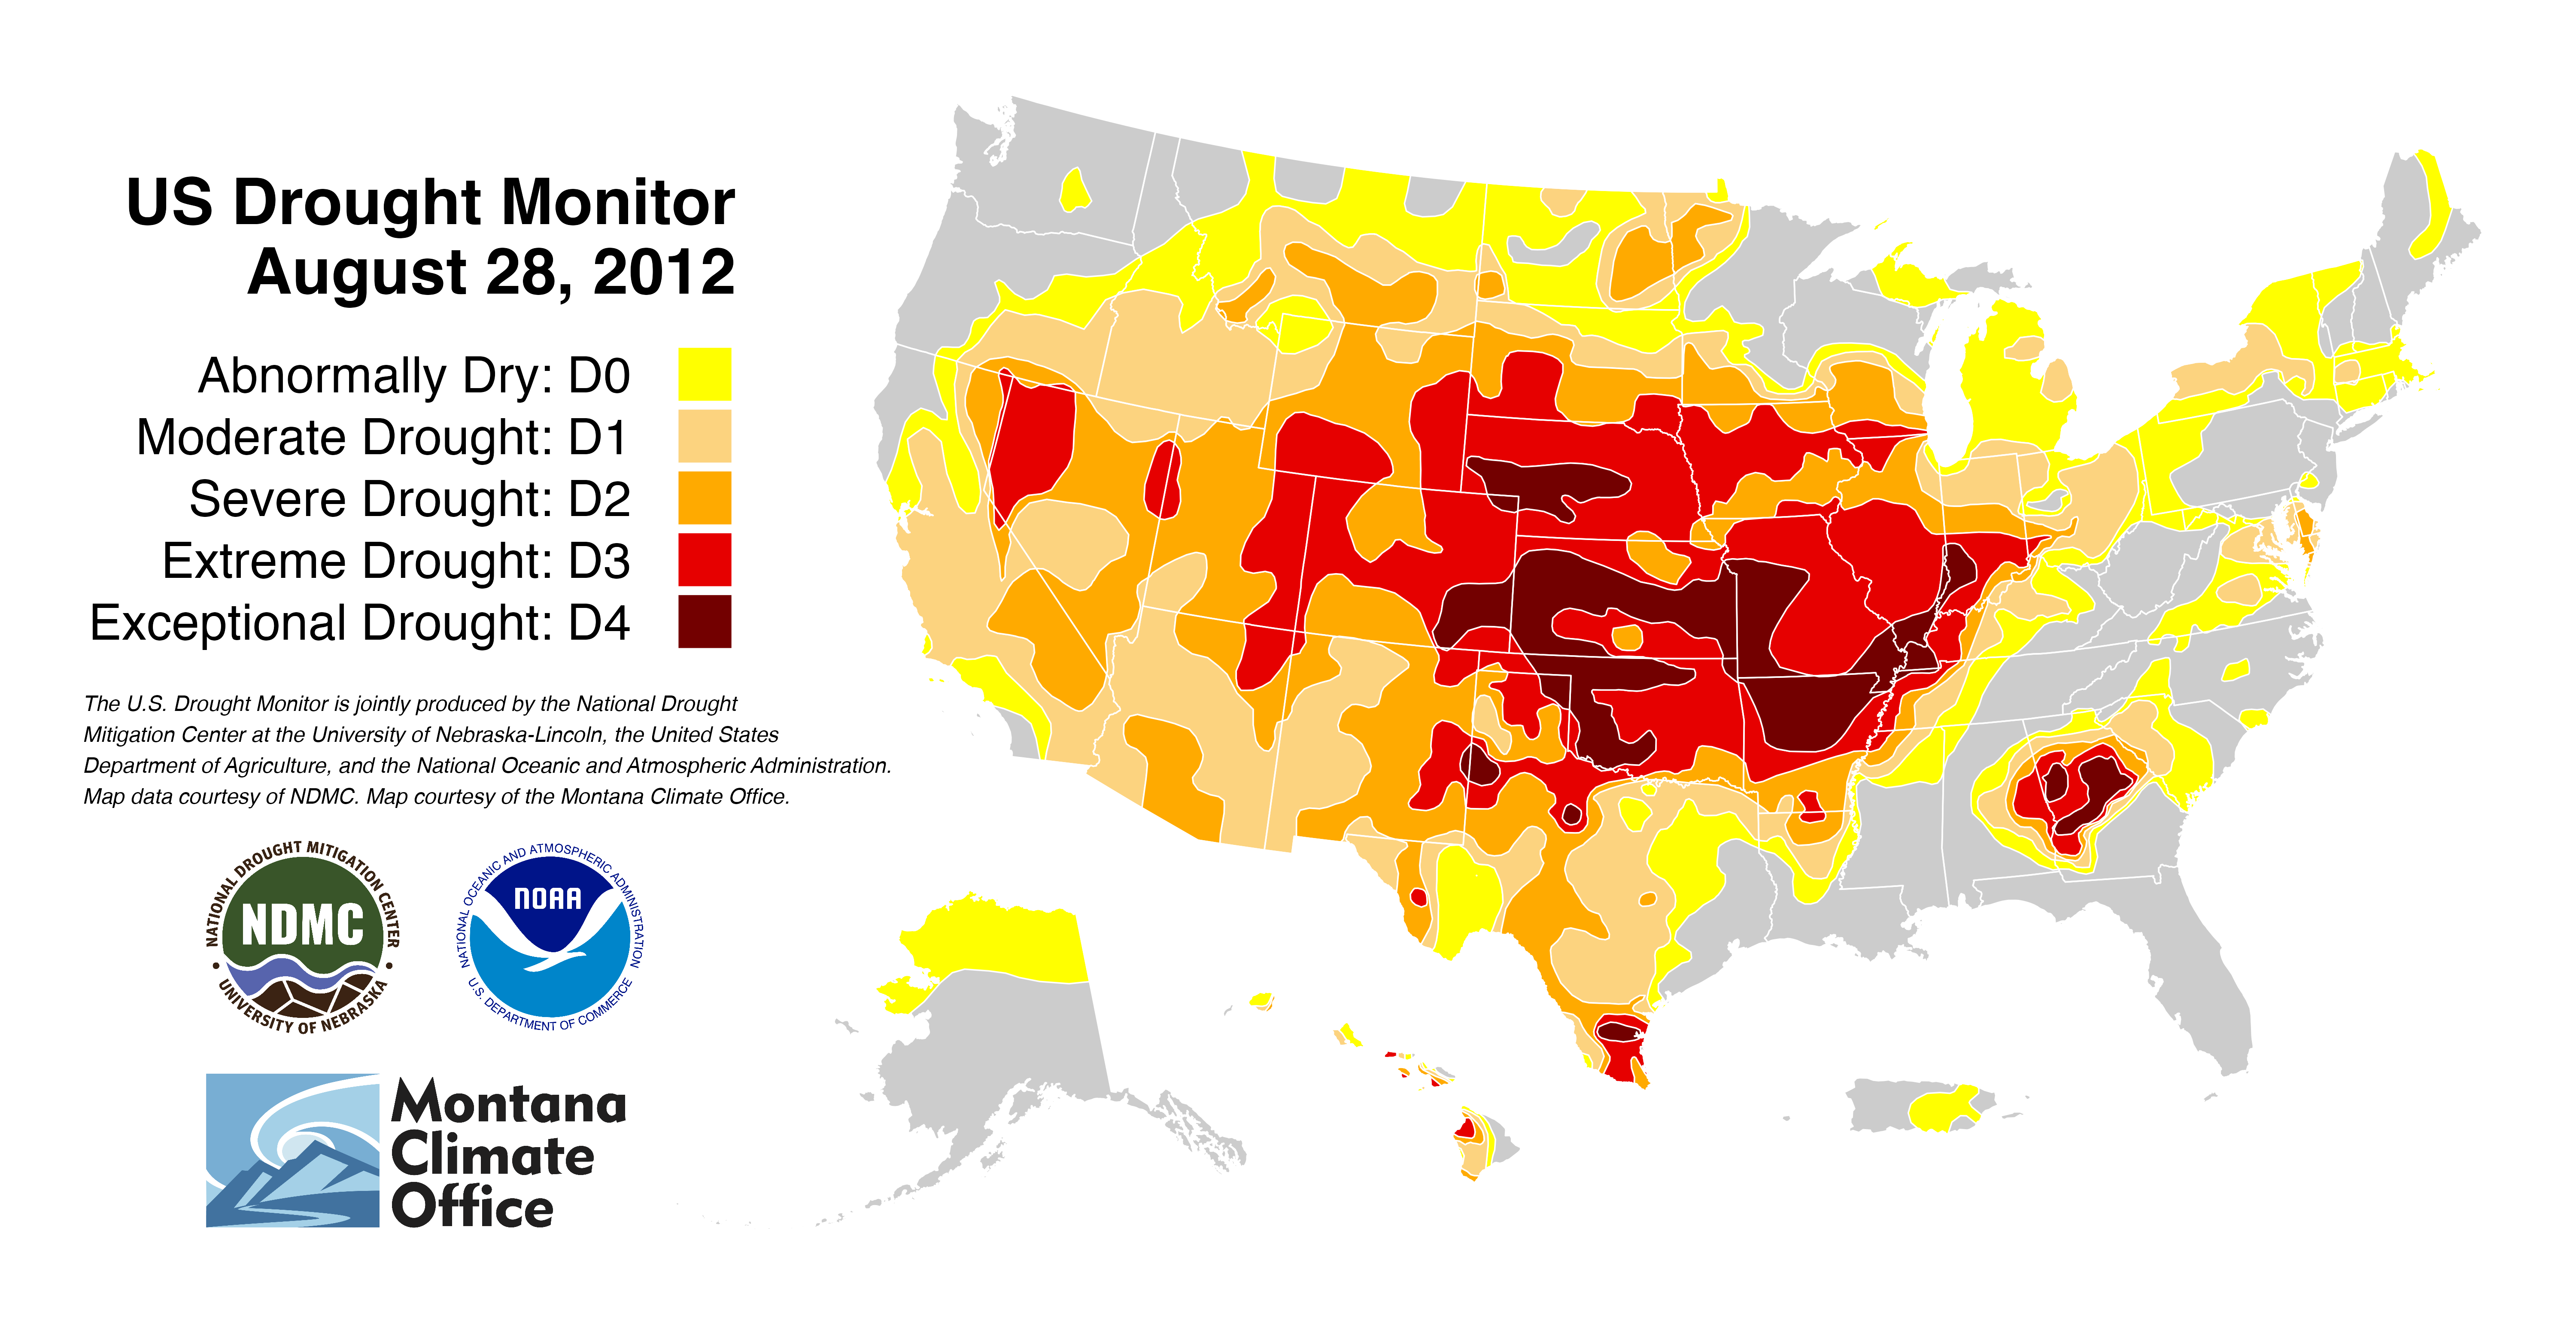 US Drought Monitor
August 28, 2012
Abnormally Dry: D0
Moderate Drought: D1
Severe Drought: D2
Extreme Drought: D3
Exceptional Drought: D4
The U.S. Drought Monitor is jointly produced by the National Drought
Mitigation Center at the University of Nebraska-Lincoln, the United States
Department of Agriculture, and the National Oceanic and Atmospheric Administration.
Map data courtesy of NDMC. Map courtesy of the Montana Climate Office.
NATIONAL DROUGHT MITIGATION CENTER
NDMC
• UNIVERSITY OF NEBRASKA •
NATIONAL OCEANIC AND ATMOSPHERIC ADMINISTRATION
NOAA
U.S. DEPARTMENT OF COMMERCE
Montana
Climate
Office